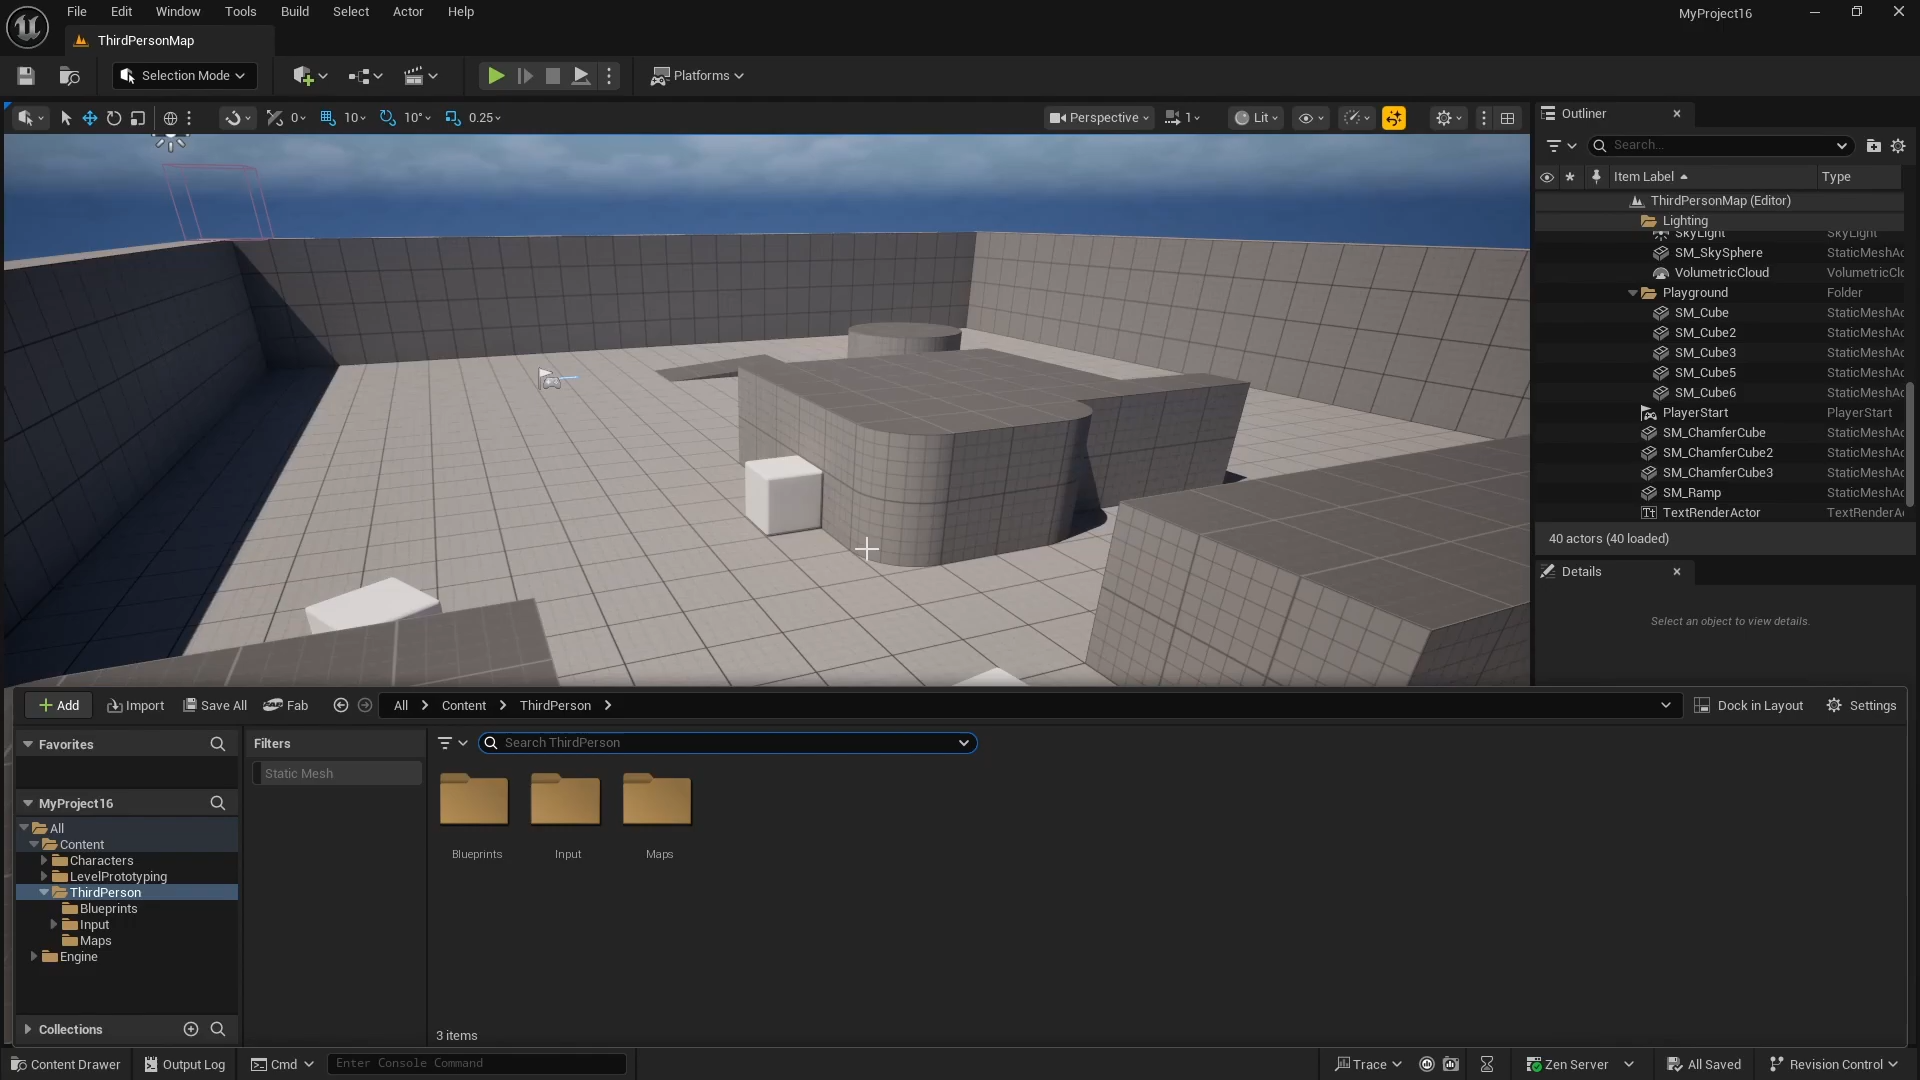 File Edit Window Tools Build Select Actor Help
MyProject16
ThirdPersonMap
Selection Mode
Platforms
0 10 10° 0.25
Perspective 1 Lit
Outliner
Search...
Item Label Type
ThirdPersonMap (Editor)
Lighting
SkyLight SkyLight
SM_SkySphere StaticMeshAc
VolumetricCloud VolumetricClo
Playground Folder
SM_Cube StaticMeshAc
SM_Cube2 StaticMeshAc
SM_Cube3 StaticMeshAc
SM_Cube5 StaticMeshAc
SM_Cube6 StaticMeshAc
PlayerStart PlayerStart
SM_ChamferCube StaticMeshAc
SM_ChamferCube2 StaticMeshAc
SM_ChamferCube3 StaticMeshAc
SM_Ramp StaticMeshAc
Tt TextRenderActor TextRenderA
40 actors (40 loaded)
Details
Select an object to view details.
Add Import Save All Fab All Content ThirdPerson Dock in Layout Settings
Favorites
MyProject16
All
Content
Characters
LevelPrototyping
ThirdPerson
Blueprints
Input
Maps
Engine
Collections
Filters
Static Mesh
Search ThirdPerson
Blueprints Input Maps
3 items
Content Drawer Output Log Cmd Enter Console Command Trace Zen Server All Saved Revision Control